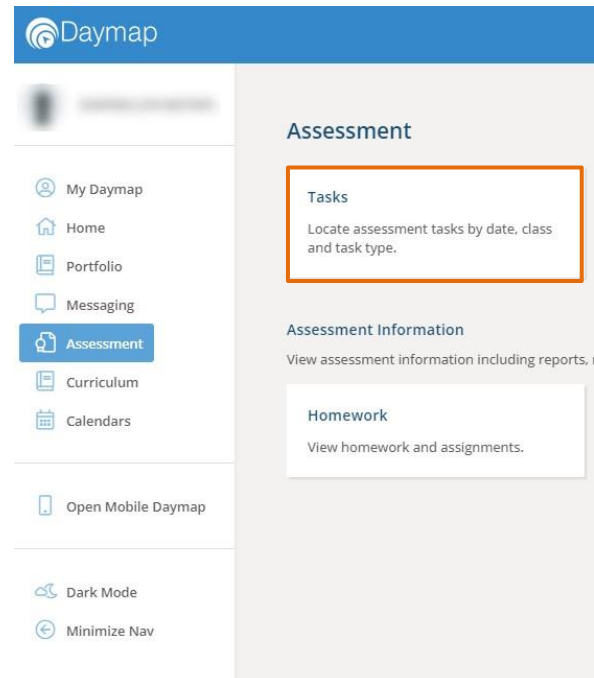 Daymap
My Daymap
Home
Portfolio
Messaging
Assessment
Curriculum
Calendars
Open Mobile Daymap
Dark Mode
Minimize Nav
Assessment
Tasks
Locate assessment tasks by date, class
and task type.
Assessment Information
View assessment information including reports,
Homework
View homework and assignments.